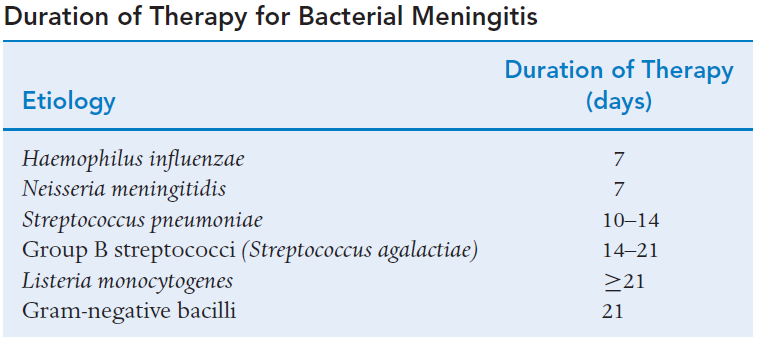 Duration of Therapy for Bacterial Meningitis
Etiology Duration of Therapy (days)
Haemophilus influenzae 7
Neisseria meningitidis 7
Streptococcus pneumoniae 10–14
Group B streptococci (Streptococcus agalactiae) 14–21
Listeria monocytogenes ≥21
Gram-negative bacilli 21